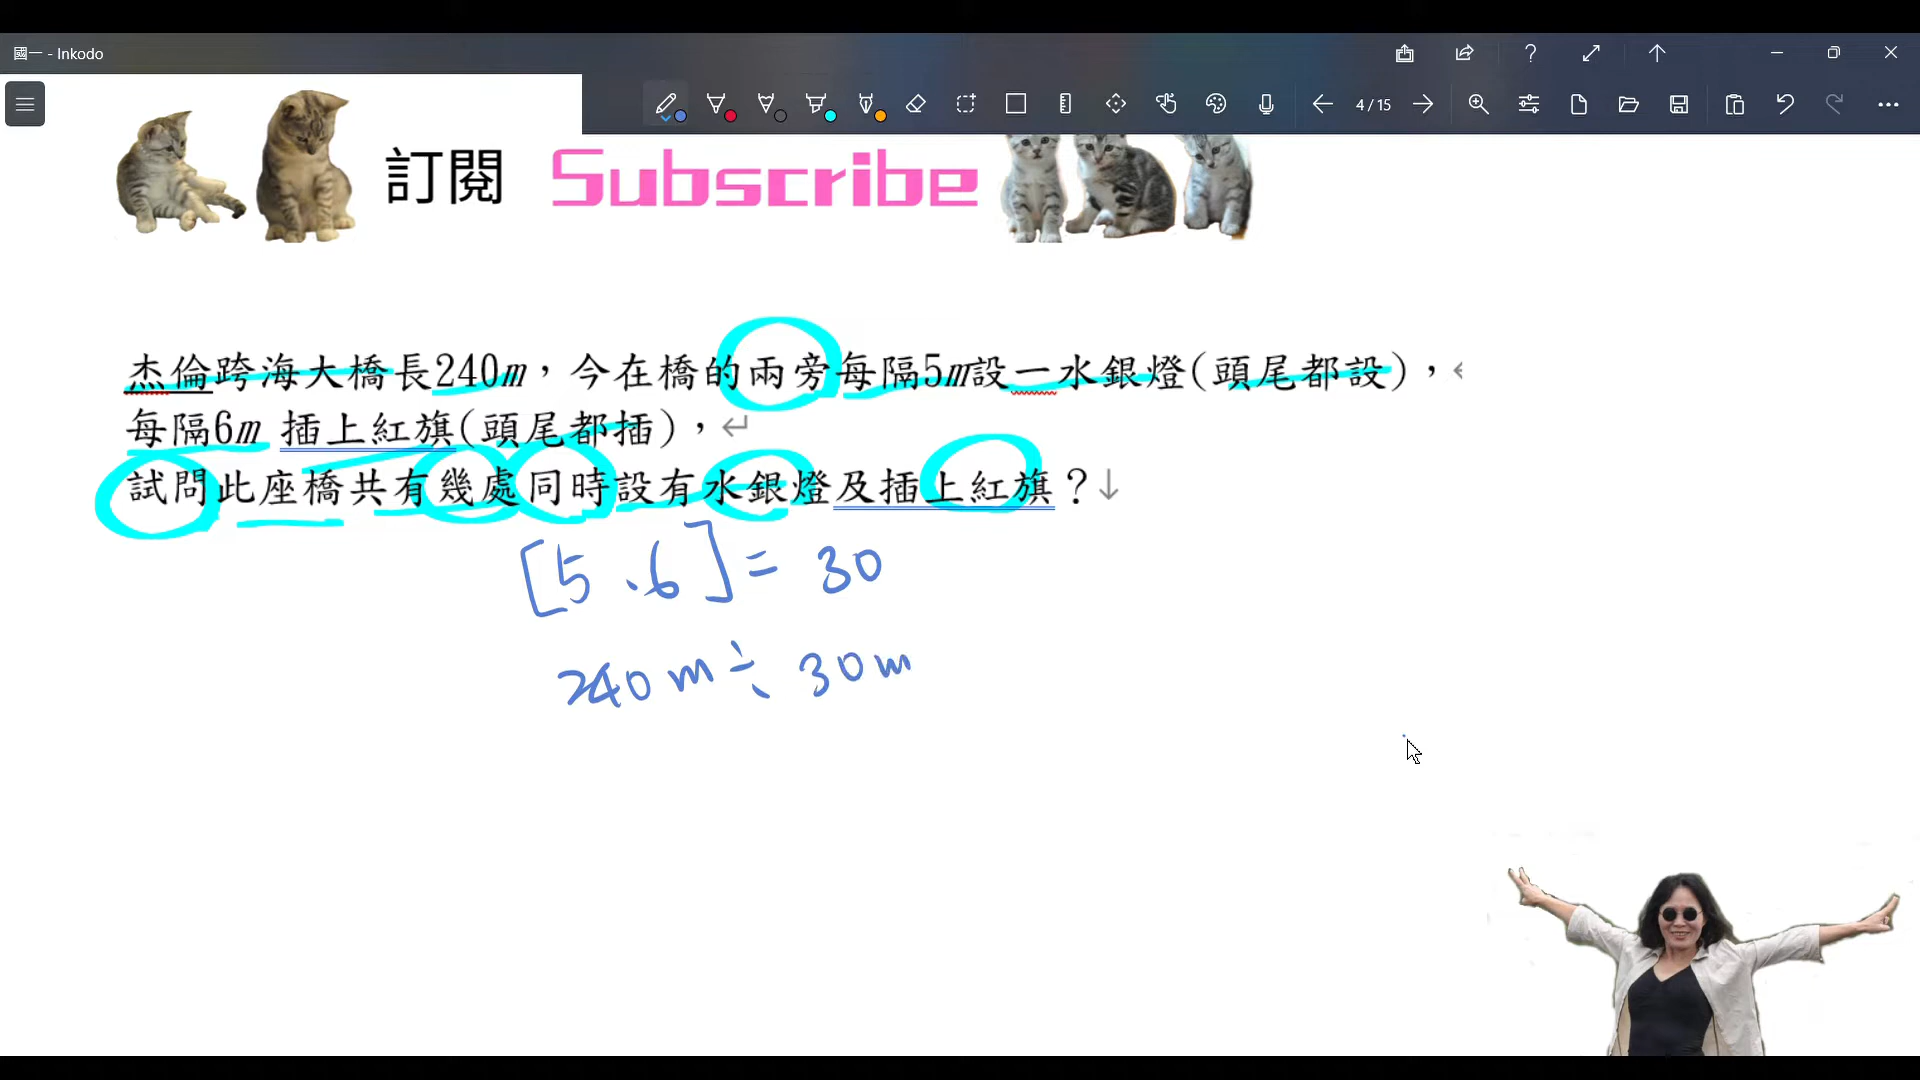 國一 - Inkodo
4/15
訂閱 Subscribe
杰倫跨海大橋長240m，今在橋的兩旁每隔5m設一水銀燈(頭尾都設)，
每隔6m 插上紅旗(頭尾都插)，
試問此座橋共有幾處同時設有水銀燈及插上紅旗？
[5、6]= 30
240m ÷ 30m